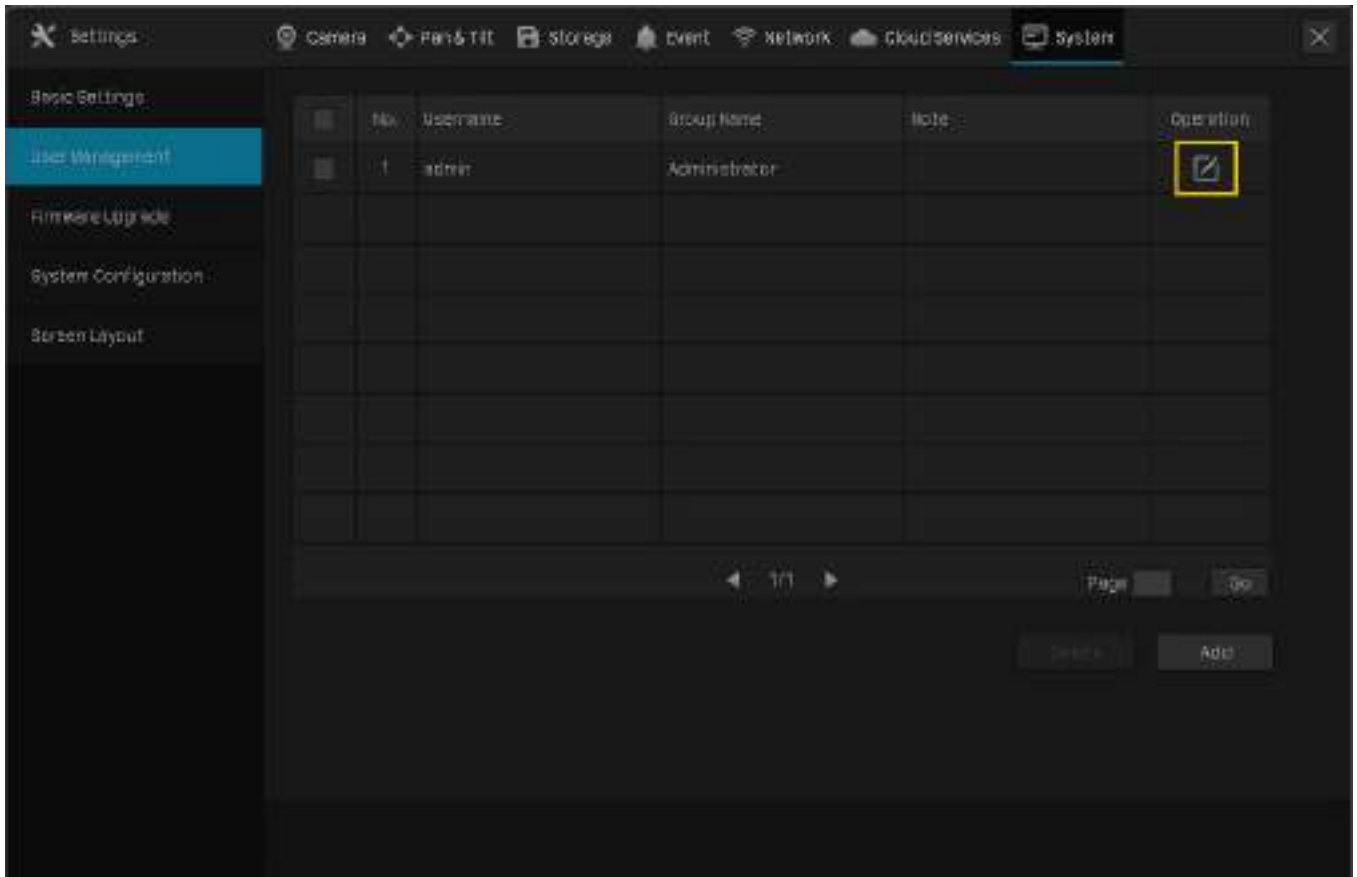 Settings Camera Pan & Tilt Storage Event Network Cloud Services System
Basic Settings
User Management
Firmware Upgrade
System Configuration
Screen Layout
No. Username Group Name Note Operation
1 admin Administrator
1/1 Page Go
Delete Add